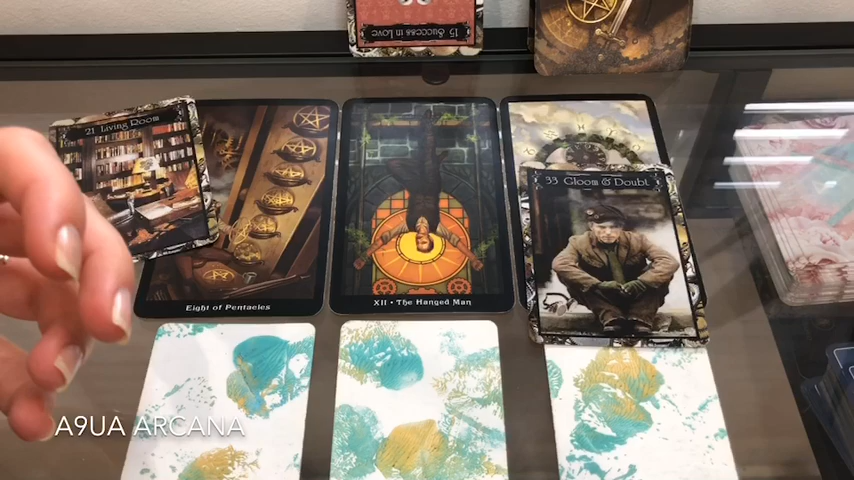 15 Success in Love
21 Living Room
33 Gloom & Doubt
Eight of Pentacles
XII • The Hanged Man
A9UA ARCANA